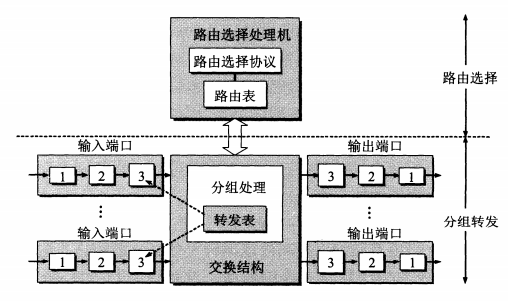 路由选择处理机
路由选择协议
路由表
路由选择
输入端口
1 2 3
⋮
输入端口
1 2 3
分组处理
转发表
交换结构
输出端口
3 2 1
⋮
输出端口
3 2 1
分组转发